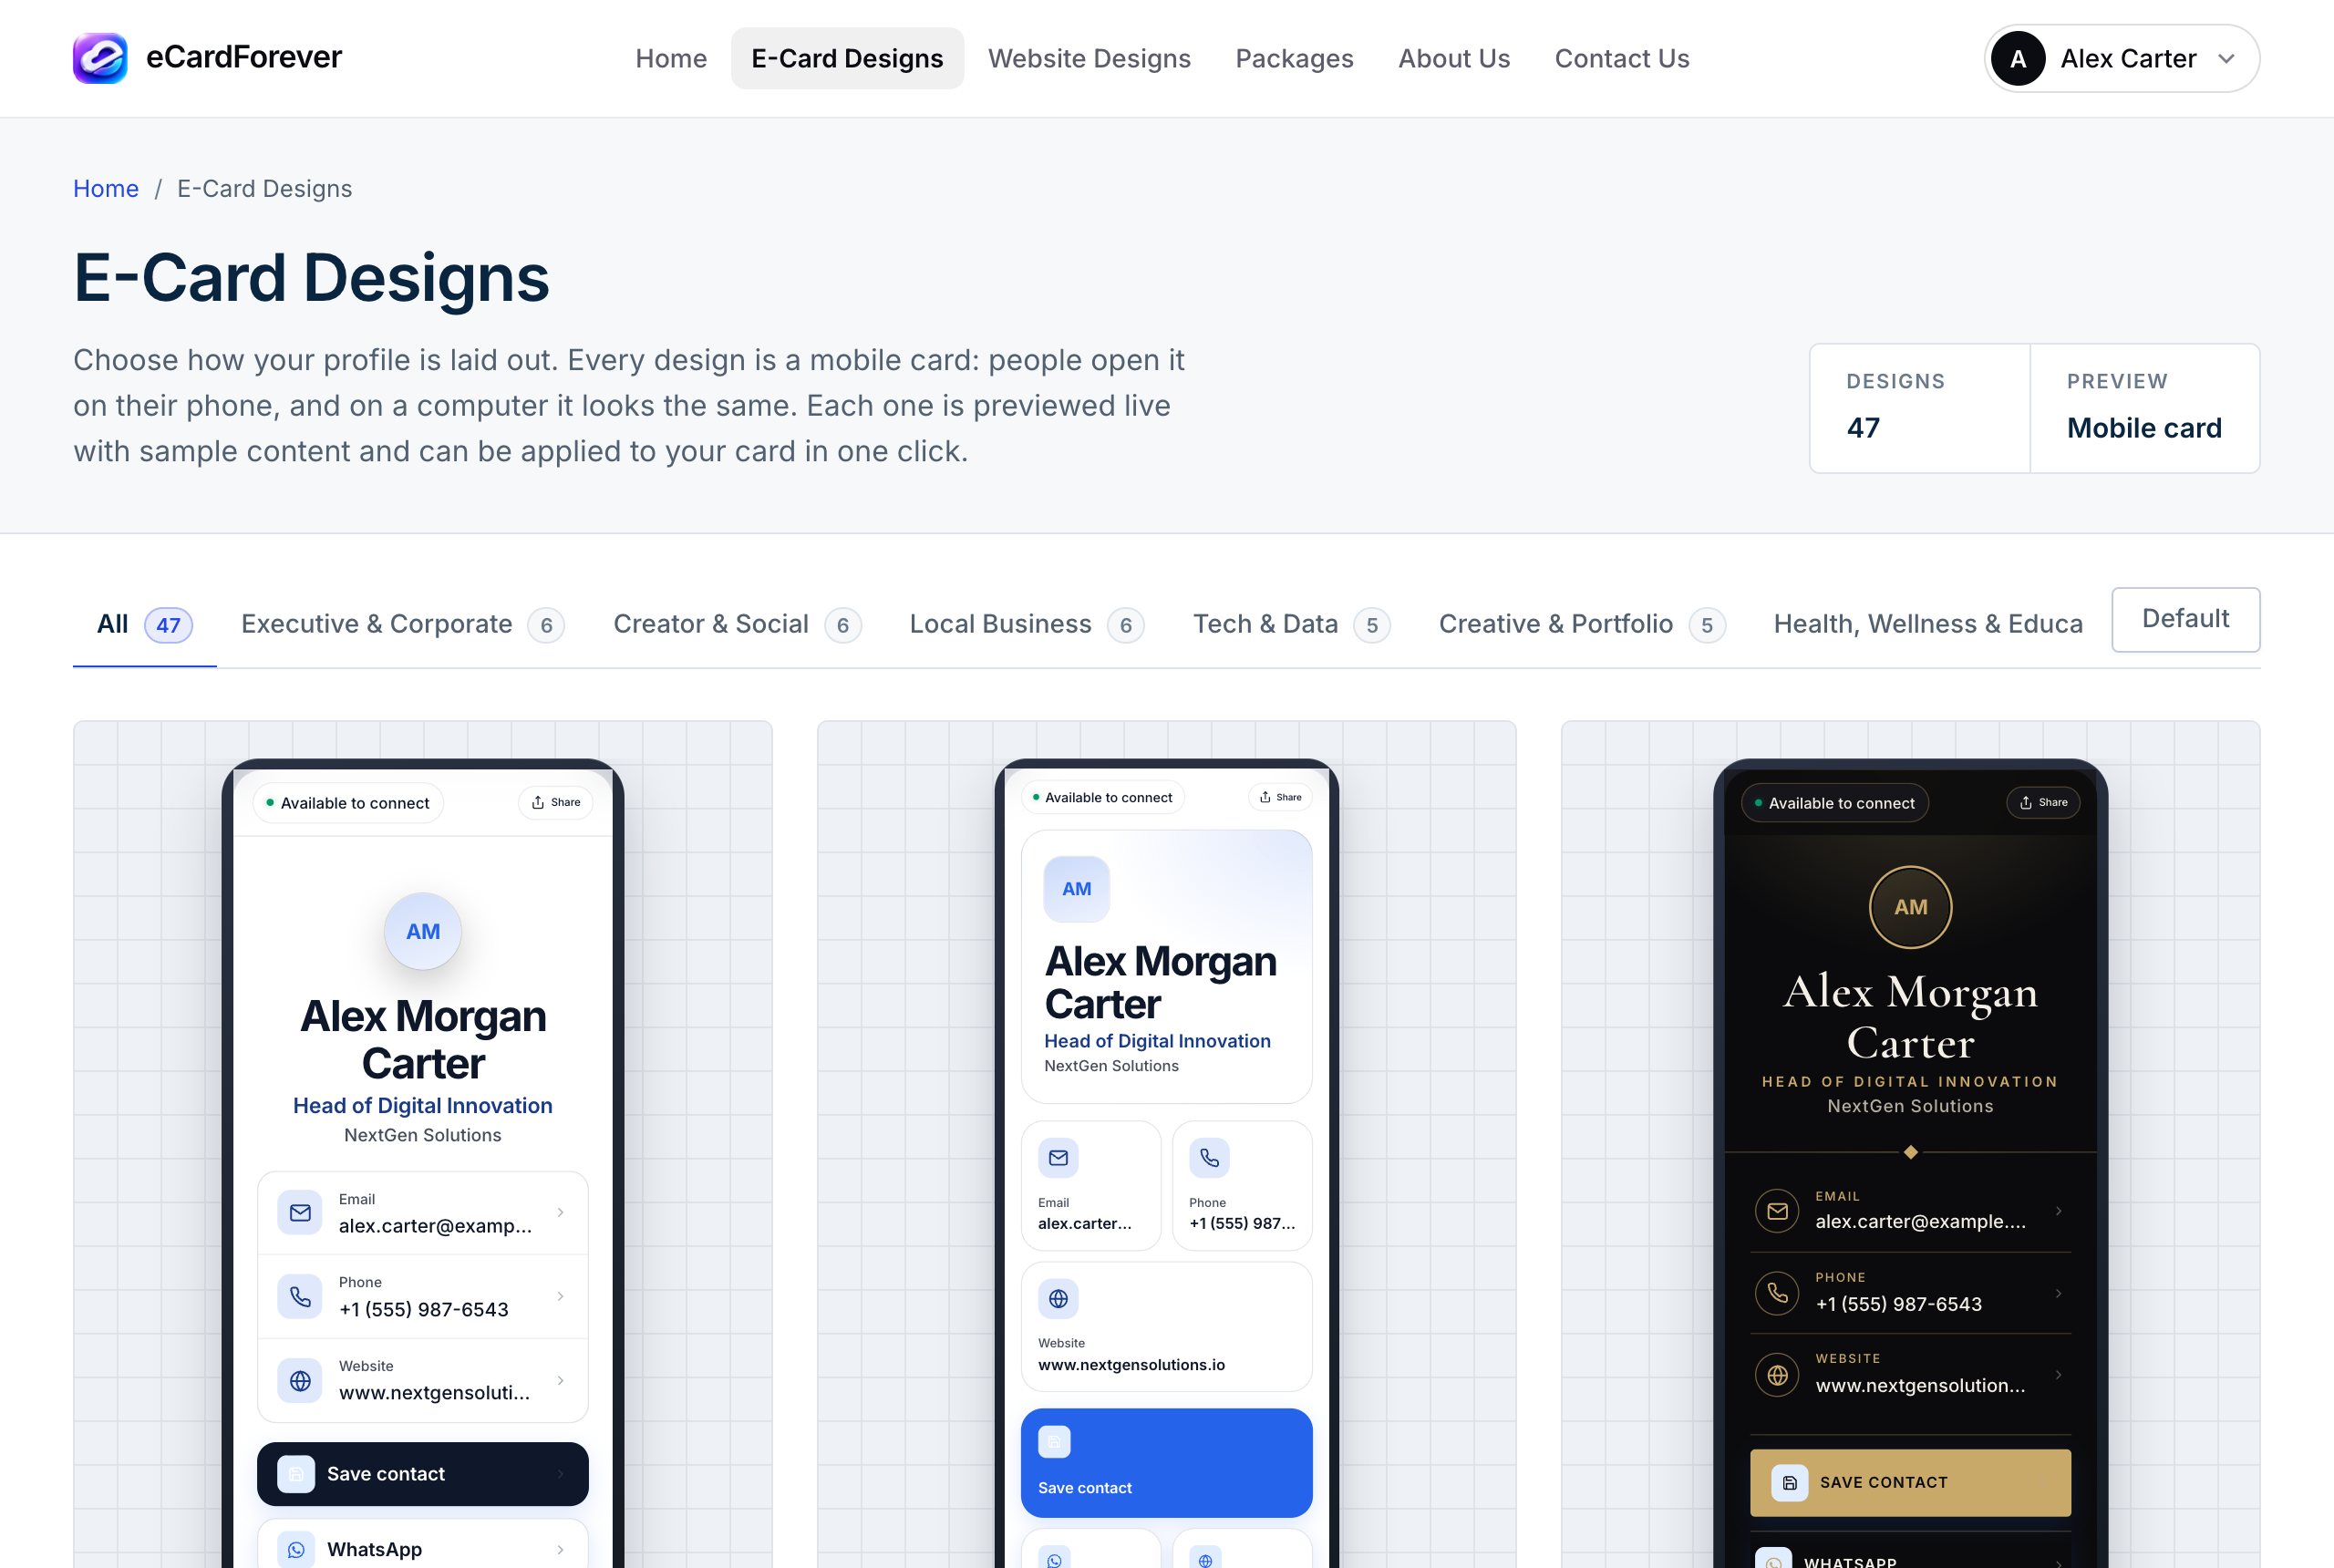 eCardForever
Home
E-Card Designs
Website Designs
Packages
About Us
Contact Us
A
Alex Carter
Home / E-Card Designs
E-Card Designs
Choose how your profile is laid out. Every design is a mobile card: people open it
on their phone, and on a computer it looks the same. Each one is previewed live
with sample content and can be applied to your card in one click.
DESIGNS
47
PREVIEW
Mobile card
All 47
Executive & Corporate 6
Creator & Social 6
Local Business 6
Tech & Data 5
Creative & Portfolio 5
Health, Wellness & Educa
Default
Available to connect
Share
AM
Alex Morgan
Carter
Head of Digital Innovation
NextGen Solutions
Email
alex.carter@examp...
Phone
+1 (555) 987-6543
Website
www.nextgensoluti...
Save contact
WhatsApp
Available to connect
Share
AM
Alex Morgan
Carter
Head of Digital Innovation
NextGen Solutions
Email
alex.carter...
Phone
+1 (555) 987...
Website
www.nextgensolutions.io
Save contact
Available to connect
Share
AM
Alex Morgan
Carter
HEAD OF DIGITAL INNOVATION
NextGen Solutions
EMAIL
alex.carter@example....
PHONE
+1 (555) 987-6543
WEBSITE
www.nextgensolution...
SAVE CONTACT
WHATSAPP